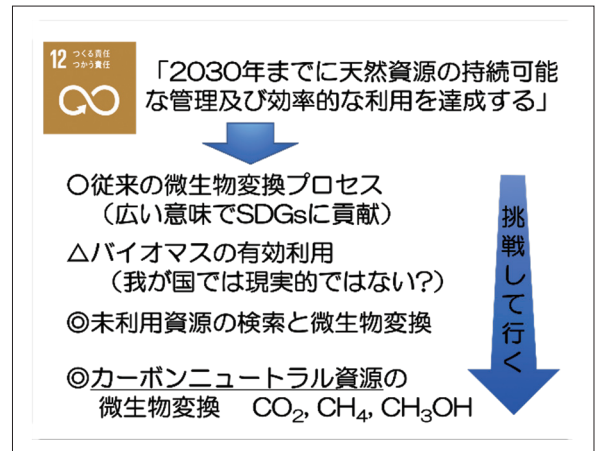 12 つくる責任
つかう責任
「2030年までに天然資源の持続可能
な管理及び効率的な利用を達成する」
〇従来の微生物変換プロセス
（広い意味でSDGsに貢献）
△バイオマスの有効利用
（我が国では現実的ではない?）
◎未利用資源の検索と微生物変換
◎カーボンニュートラル資源の
微生物変換 CO₂, CH₄, CH₃OH
挑戦して行く